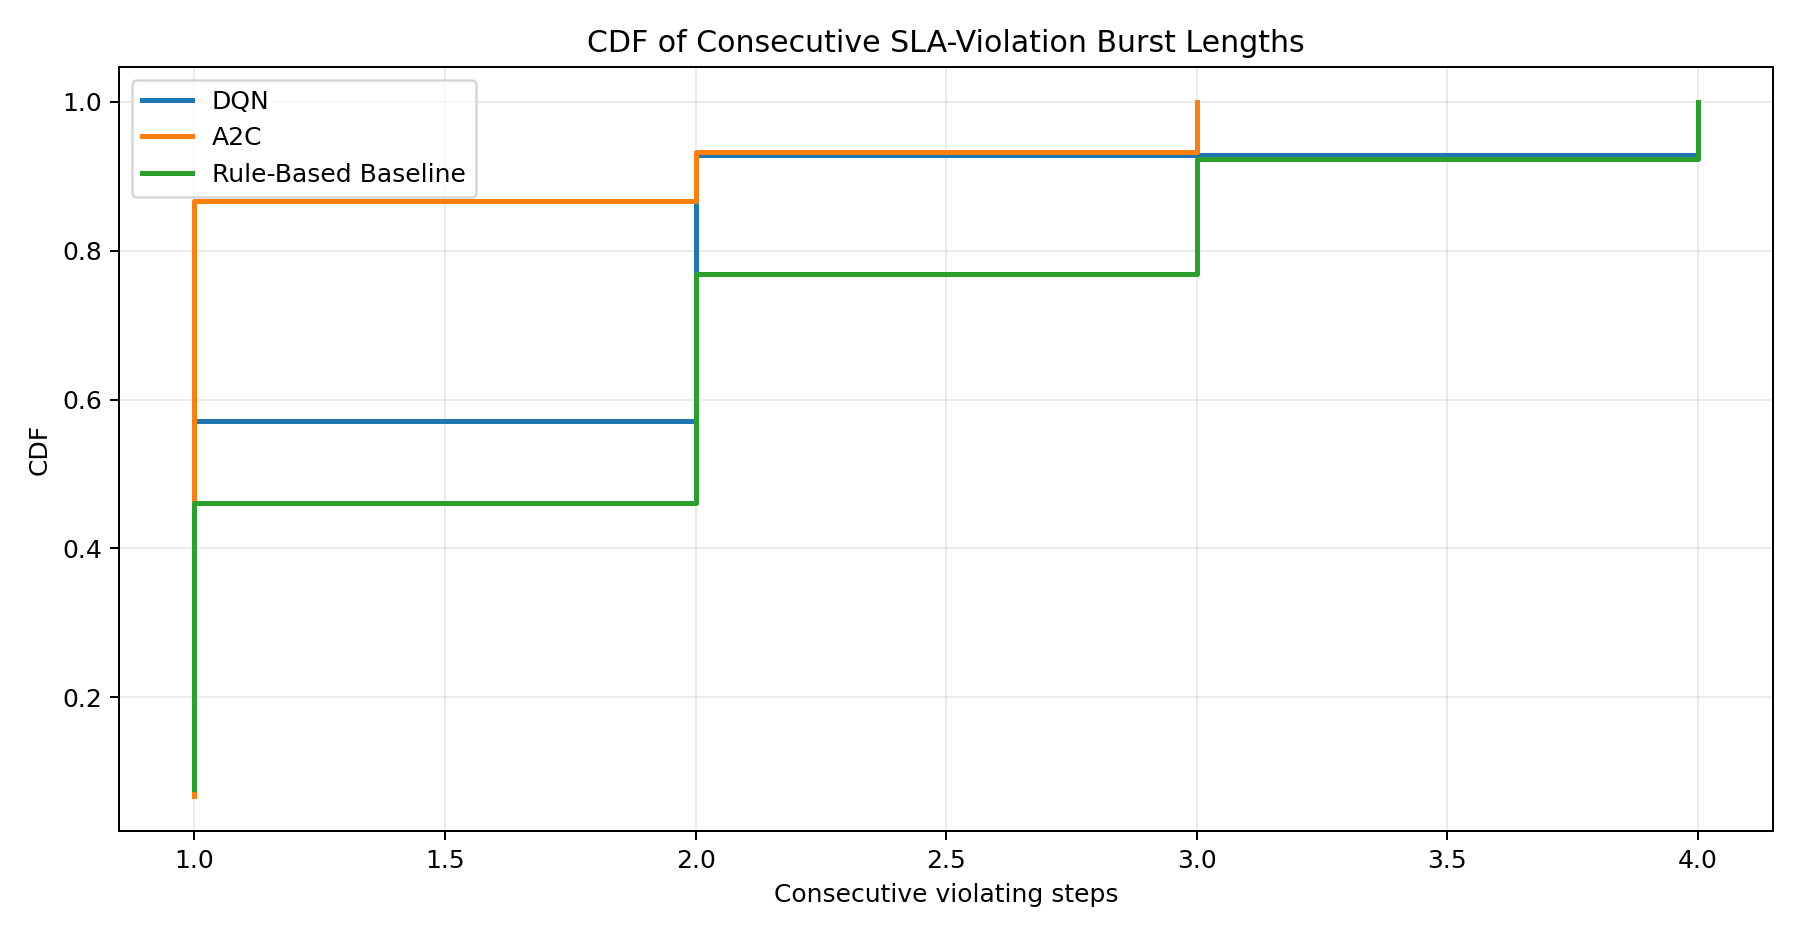 CDF of Consecutive SLA-Violation Burst Lengths
DQN
A2C
Rule-Based Baseline
1.0
0.8
0.6
0.4
0.2
CDF
1.0 1.5 2.0 2.5 3.0 3.5 4.0
Consecutive violating steps